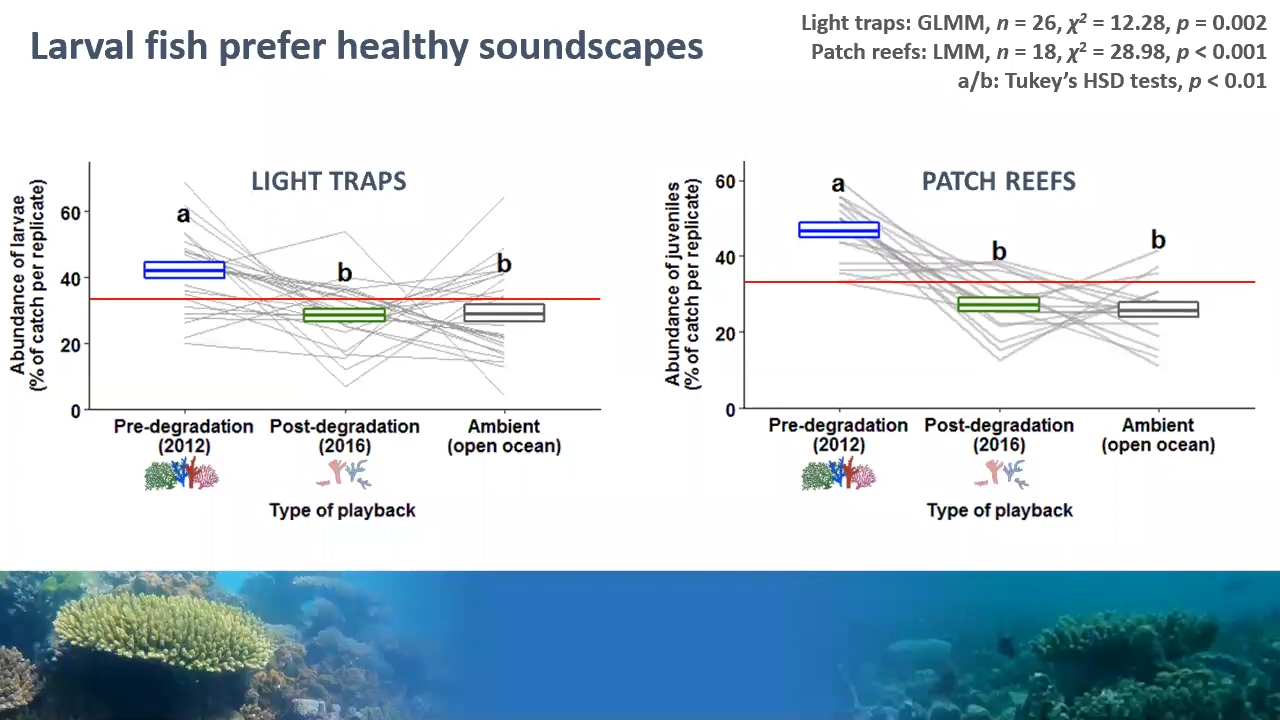 Larval fish prefer healthy soundscapes
Light traps: GLMM, n = 26, χ² = 12.28, p = 0.002
Patch reefs: LMM, n = 18, χ² = 28.98, p < 0.001
a/b: Tukey's HSD tests, p < 0.01
LIGHT TRAPS
Abundance of larvae
(% of catch per replicate)
60
40
20
0
a
b
b
Pre-degradation
(2012)
Post-degradation
(2016)
Ambient
(open ocean)
Type of playback
PATCH REEFS
Abundance of juveniles
(% of catch per replicate)
60
40
20
0
a
b
b
Pre-degradation
(2012)
Post-degradation
(2016)
Ambient
(open ocean)
Type of playback